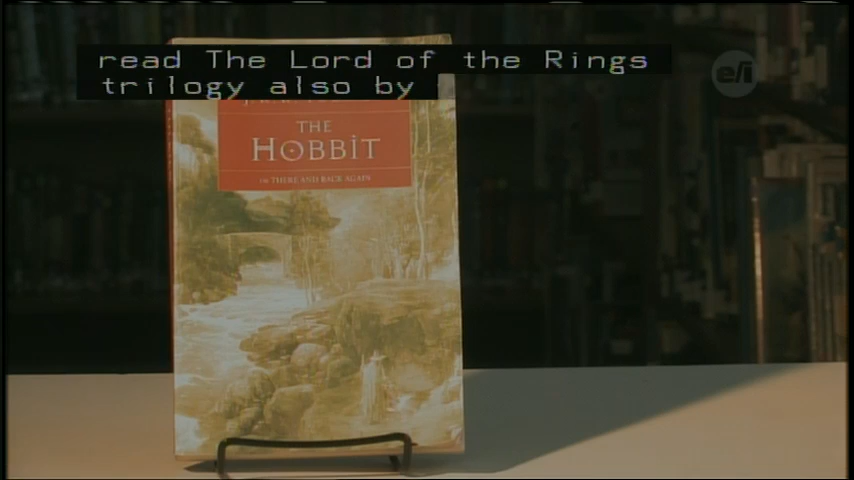 read The Lord of the Rings
trilogy also by
e/i
THE
HOBBIT
OR THERE AND BACK AGAIN